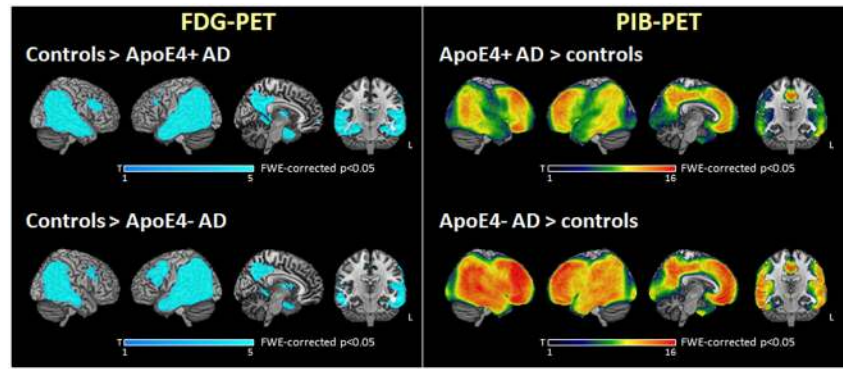 FDG-PET
Controls > ApoE4+ AD
L
T
1
5
FWE-corrected p<0.05
Controls > ApoE4- AD
L
T
1
5
FWE-corrected p<0.05
PIB-PET
ApoE4+ AD > controls
L
T
1
16
FWE-corrected p<0.05
ApoE4- AD > controls
L
T
1
16
FWE-corrected p<0.05